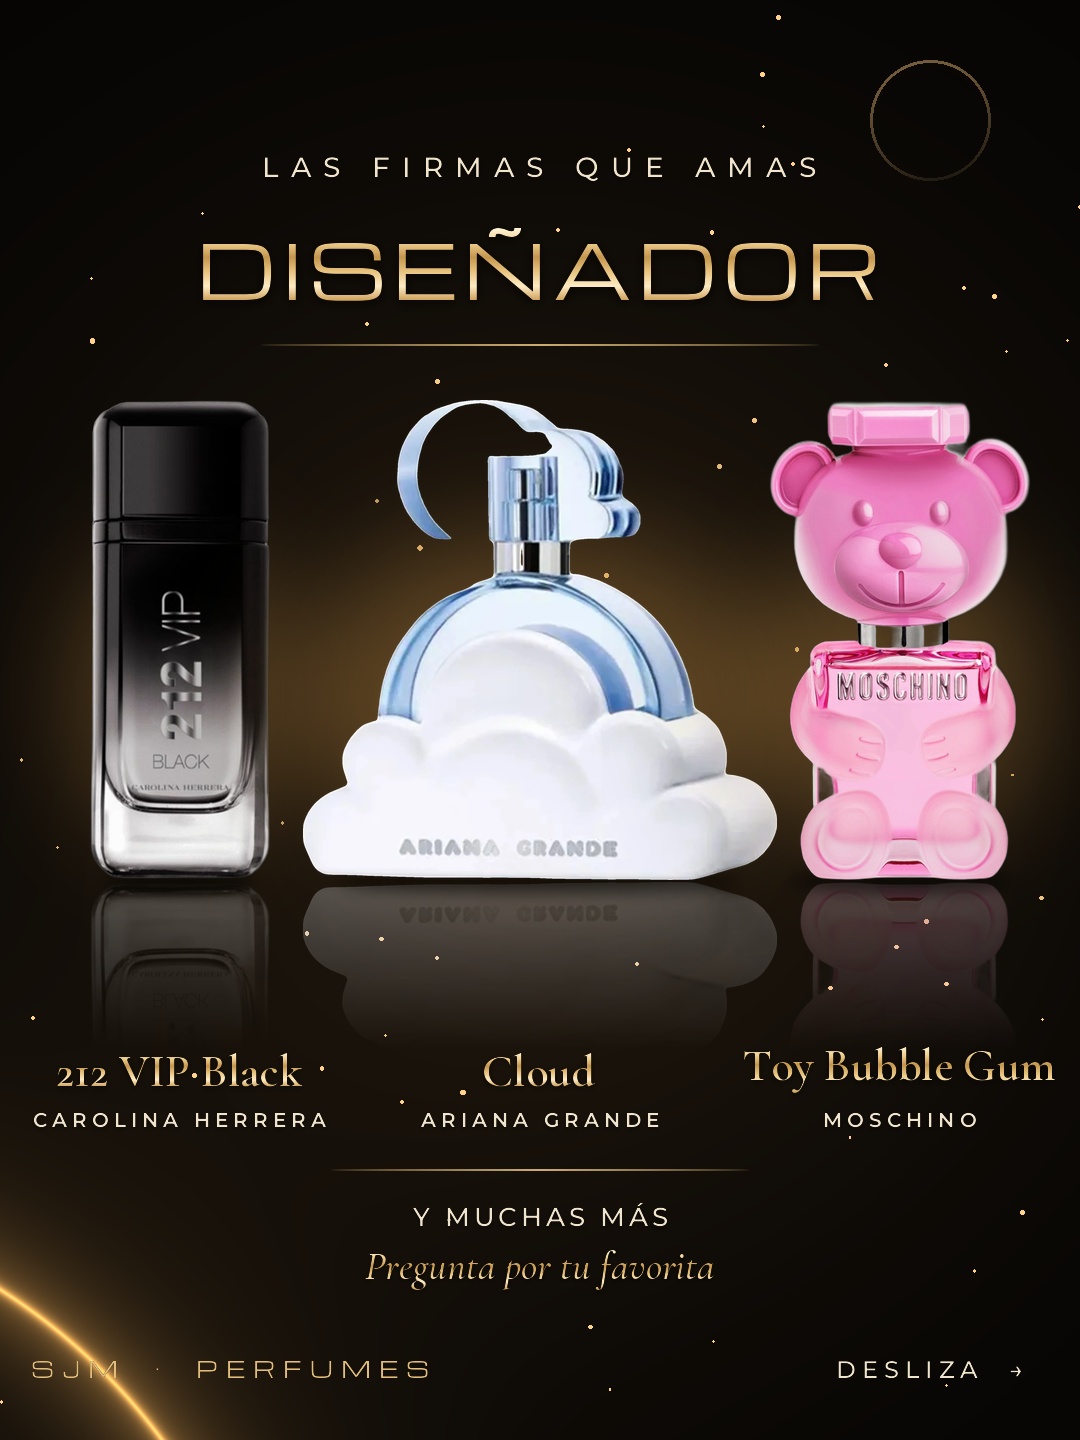 LAS FIRMAS QUE AMAS
DISEÑADOR
212 VIP
BLACK
CAROLINA HERRERA
ARIANA GRANDE
MOSCHINO
212 VIP Black
CAROLINA HERRERA
Cloud
ARIANA GRANDE
Toy Bubble Gum
MOSCHINO
Y MUCHAS MÁS
Pregunta por tu favorita
SJM · PERFUMES
DESLIZA →